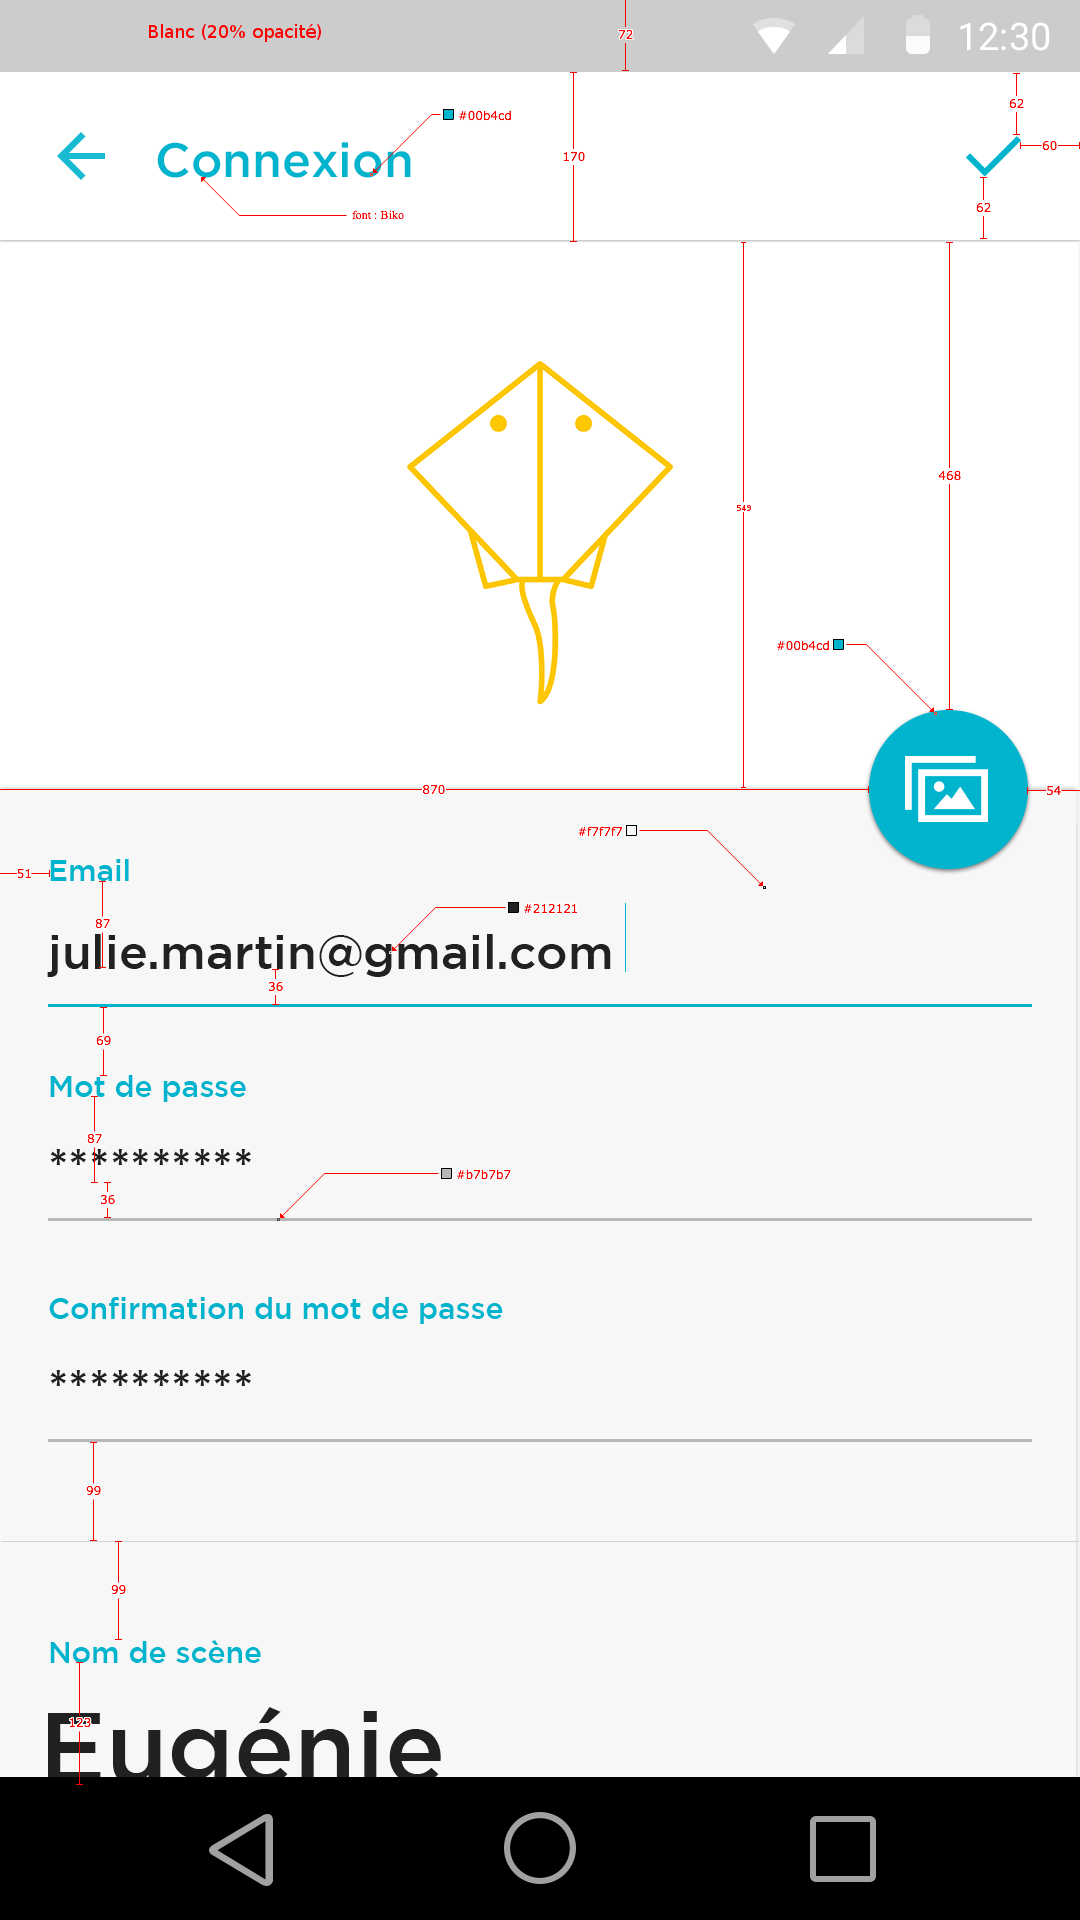 Blanc (20% opacité)
72
12:30
#00b4cd
62
Connexion
170
60
font : Biko
62
468
549
#00b4cd
870
54
#f7f7f7
Email
51
#212121
87
julie.martin@gmail.com
36
69
Mot de passe
87
**********
#b7b7b7
36
Confirmation du mot de passe
**********
99
99
Nom de scène
123
Eugénie